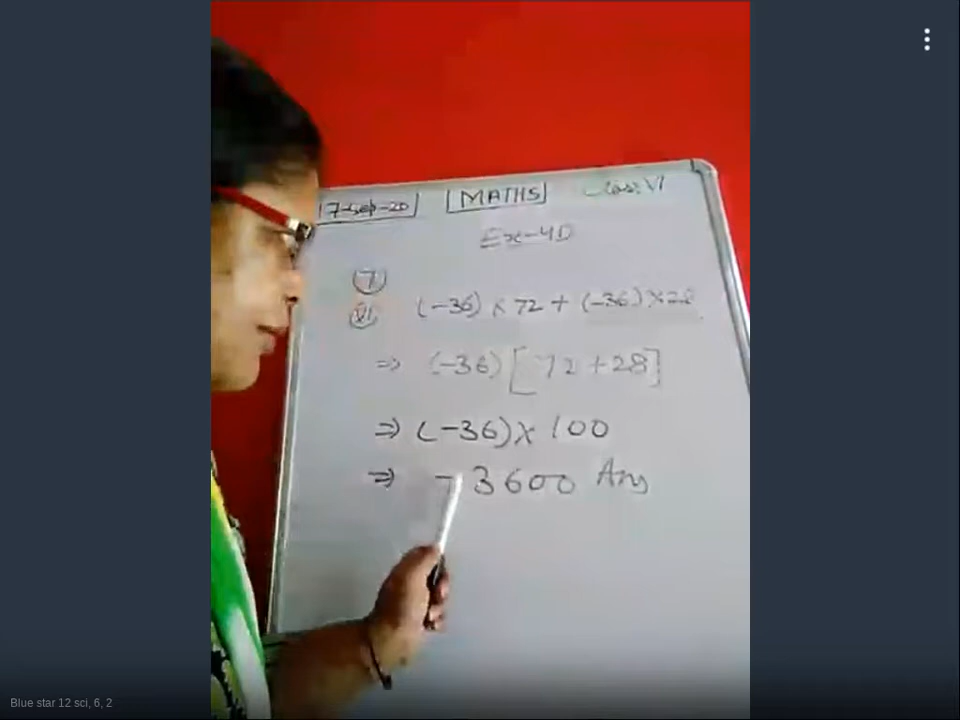 17-Sep-20 MATHS Class VI
Ex-4D
7
VI (-36) x 72 + (-36) x 28
⇒ (-36) [72 + 28]
⇒ (-36) x 100
⇒ - 3600 Ans
Blue star 12 sci, 6, 2